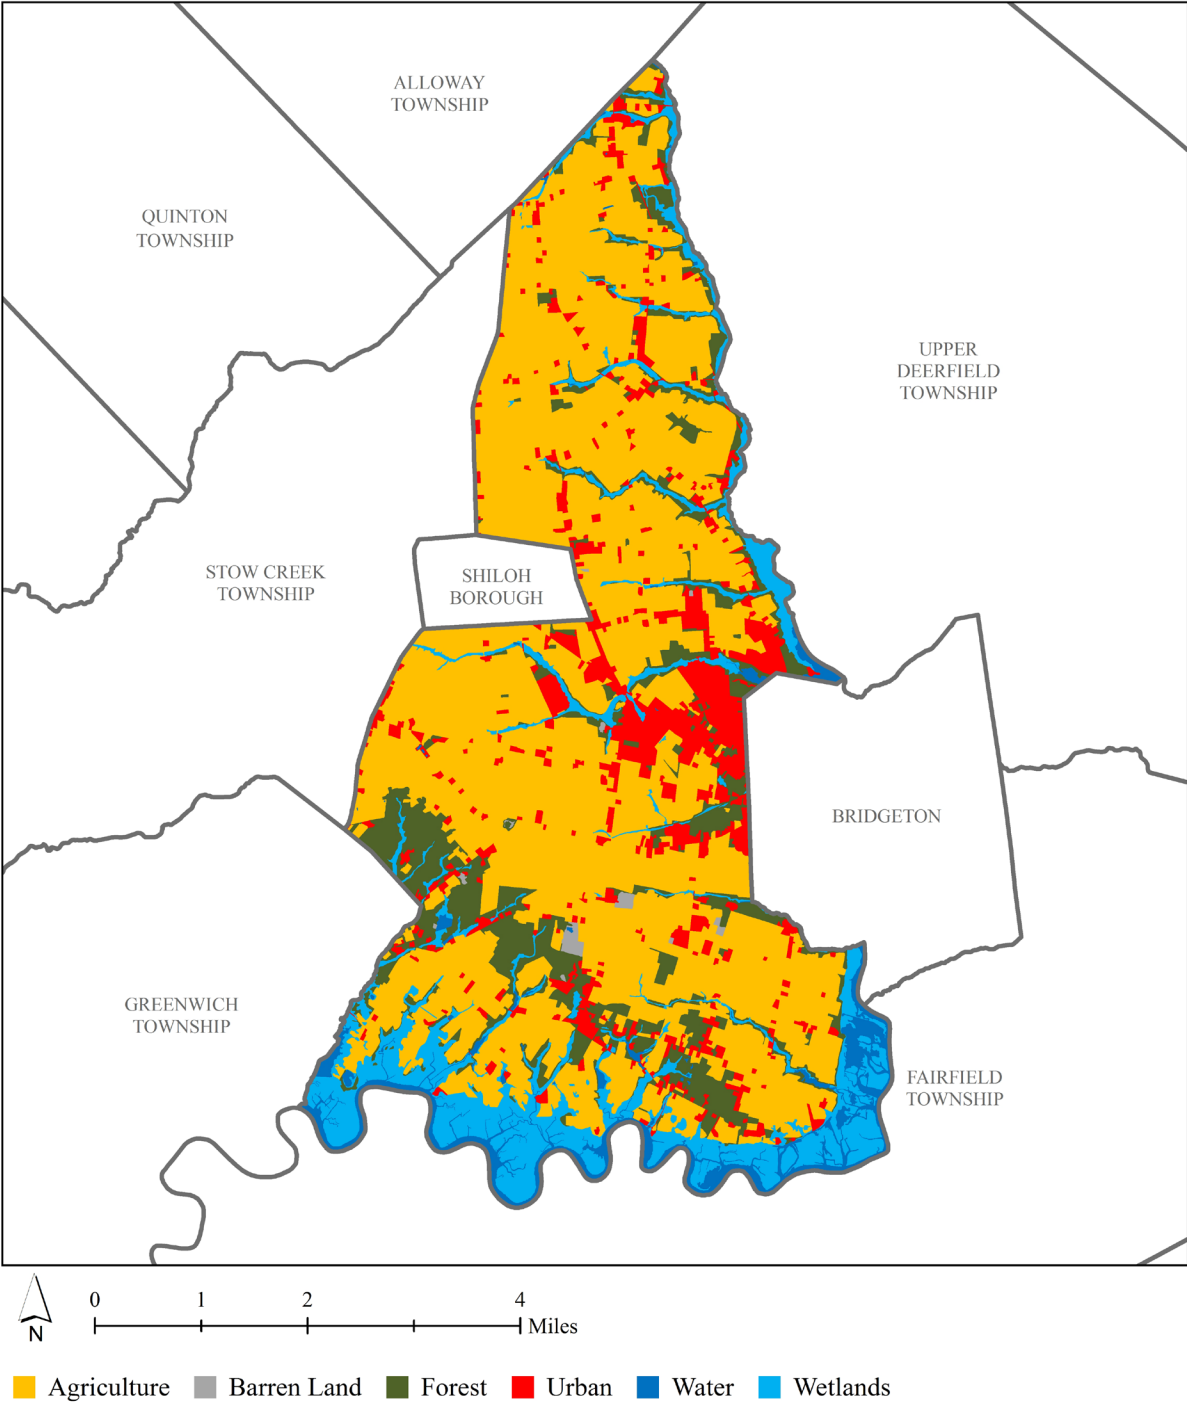 ALLOWAY
TOWNSHIP
QUINTON
TOWNSHIP
UPPER
DEERFIELD
TOWNSHIP
STOW CREEK
TOWNSHIP
SHILOH
BOROUGH
BRIDGETON
GREENWICH
TOWNSHIP
FAIRFIELD
TOWNSHIP
N
0 1 2 4
Miles
Agriculture Barren Land Forest Urban Water Wetlands